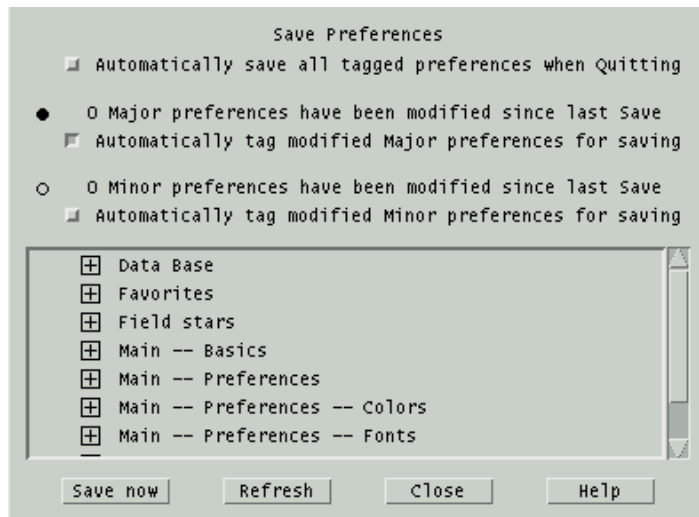 Save Preferences
Automatically save all tagged preferences when Quitting
0 Major preferences have been modified since last Save
Automatically tag modified Major preferences for saving
0 Minor preferences have been modified since last Save
Automatically tag modified Minor preferences for saving
Data Base
Favorites
Field stars
Main -- Basics
Main -- Preferences
Main -- Preferences -- Colors
Main -- Preferences -- Fonts
Save now Refresh Close Help